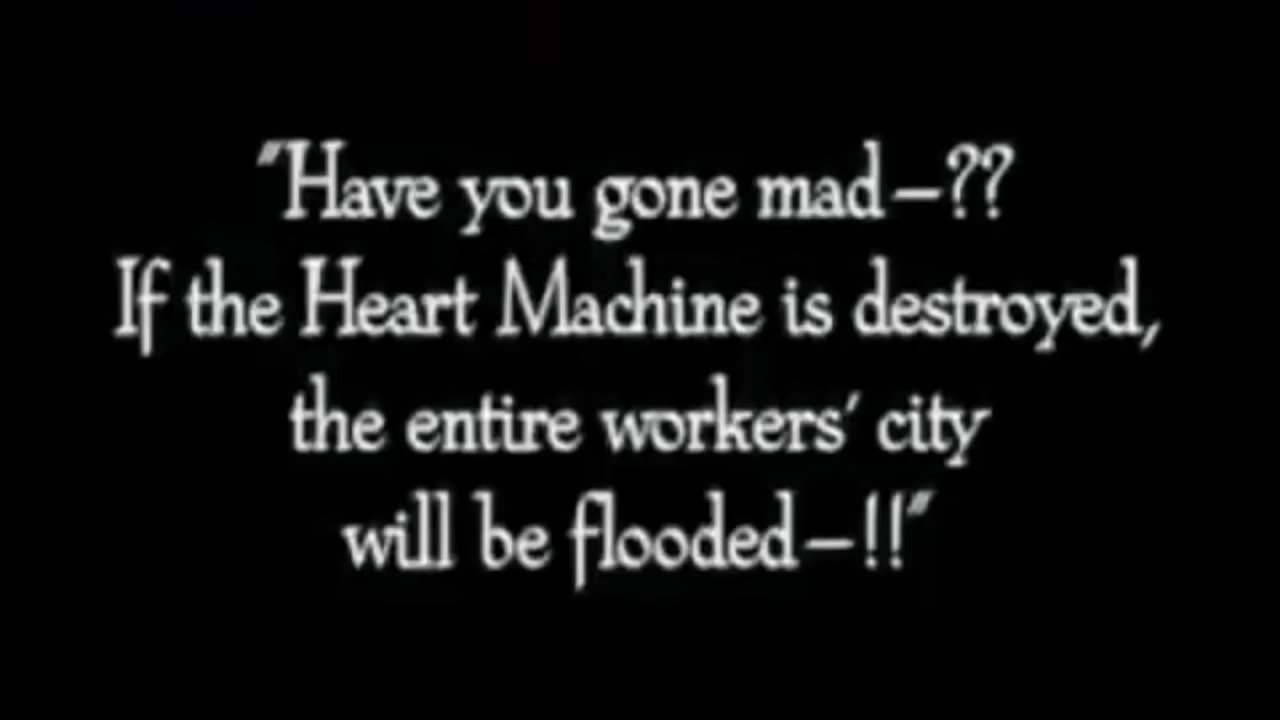 "Have you gone mad—??
If the Heart Machine is destroyed,
the entire workers' city
will be flooded—!!"